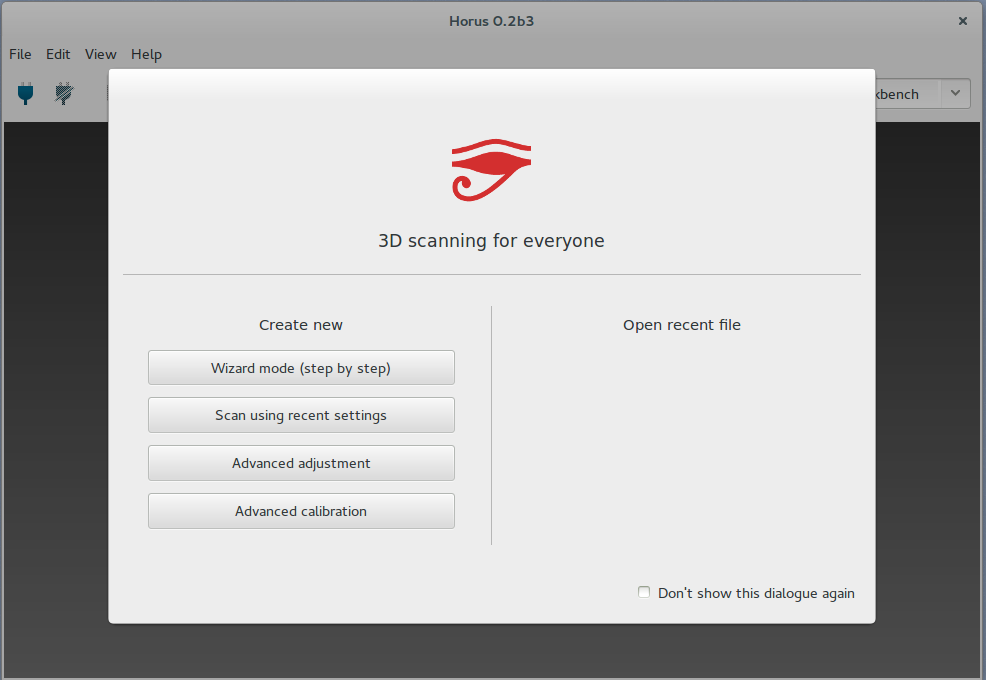 Horus 0.2b3
File Edit View Help
kbench
3D scanning for everyone
Create new
Wizard mode (step by step)
Scan using recent settings
Advanced adjustment
Advanced calibration
Open recent file
Don't show this dialogue again